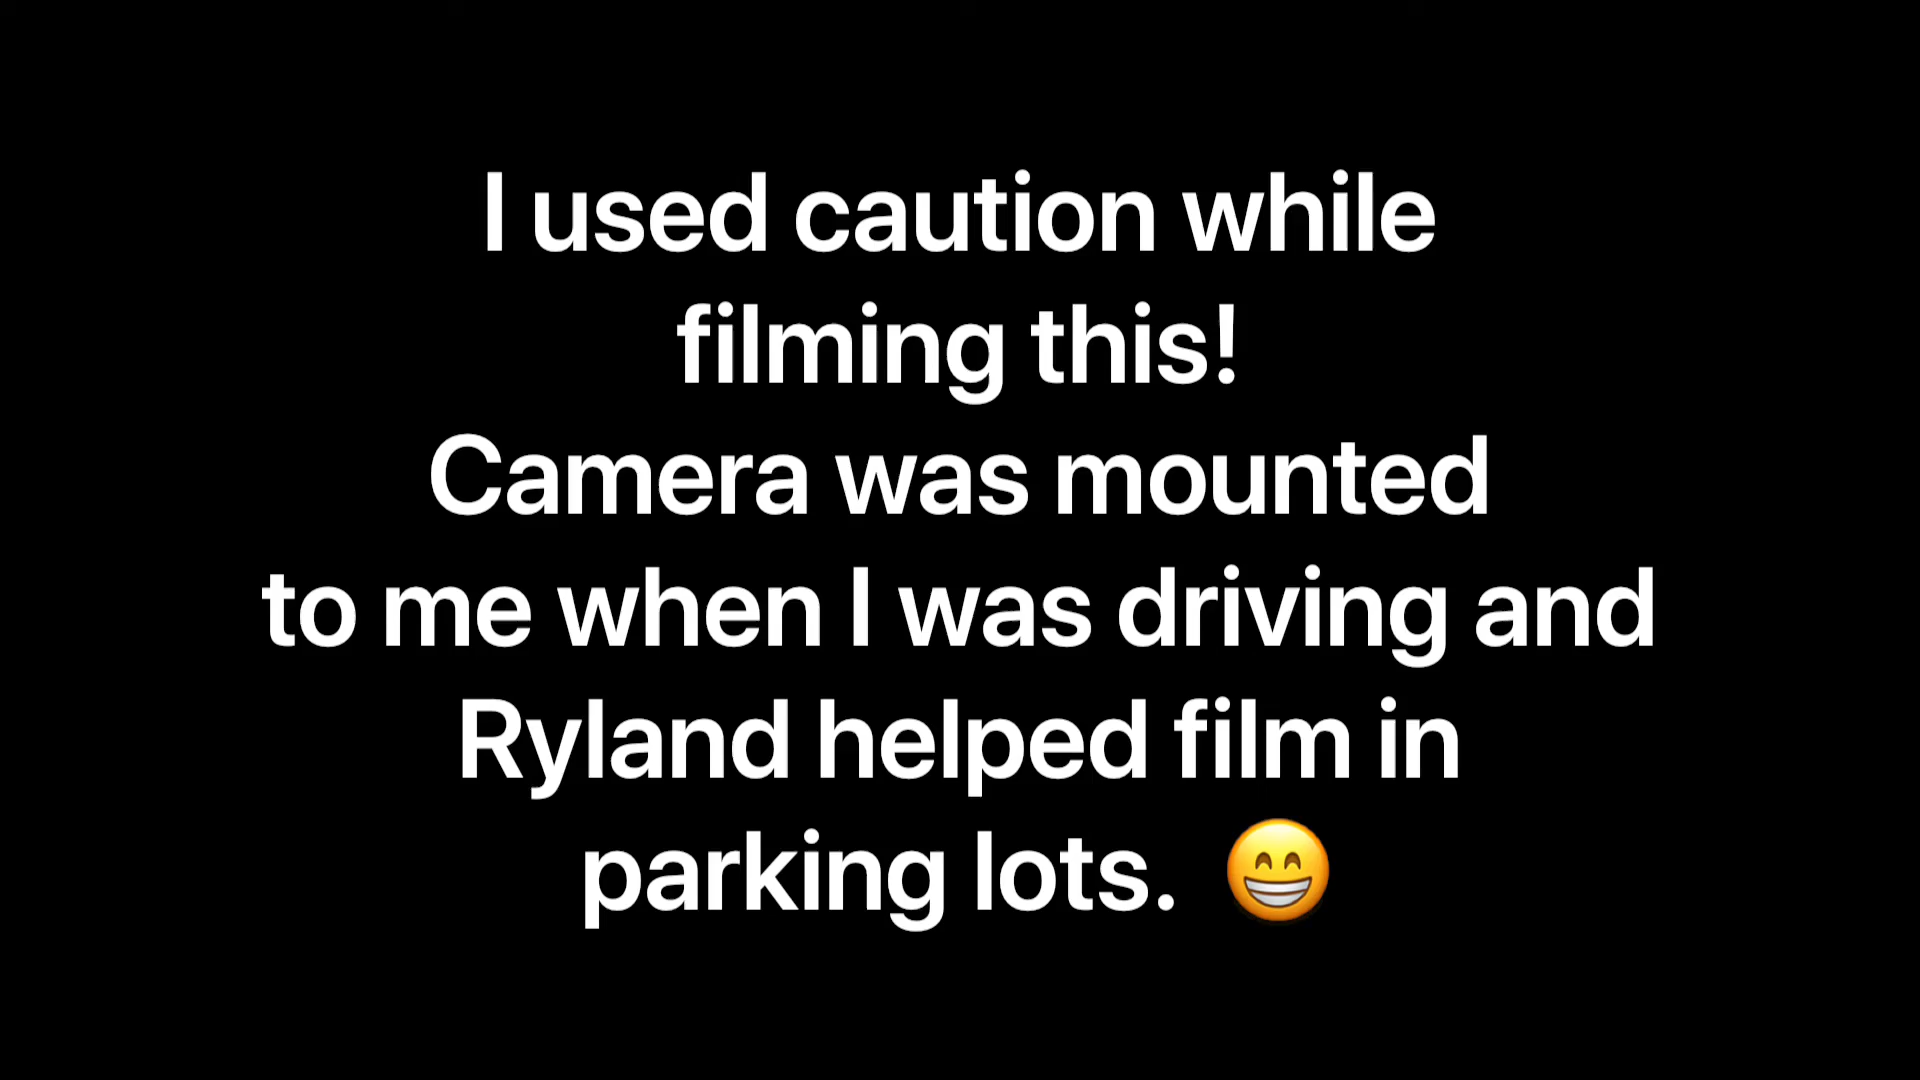 I used caution while
filming this!
Camera was mounted
to me when I was driving and
Ryland helped film in
parking lots. 😁